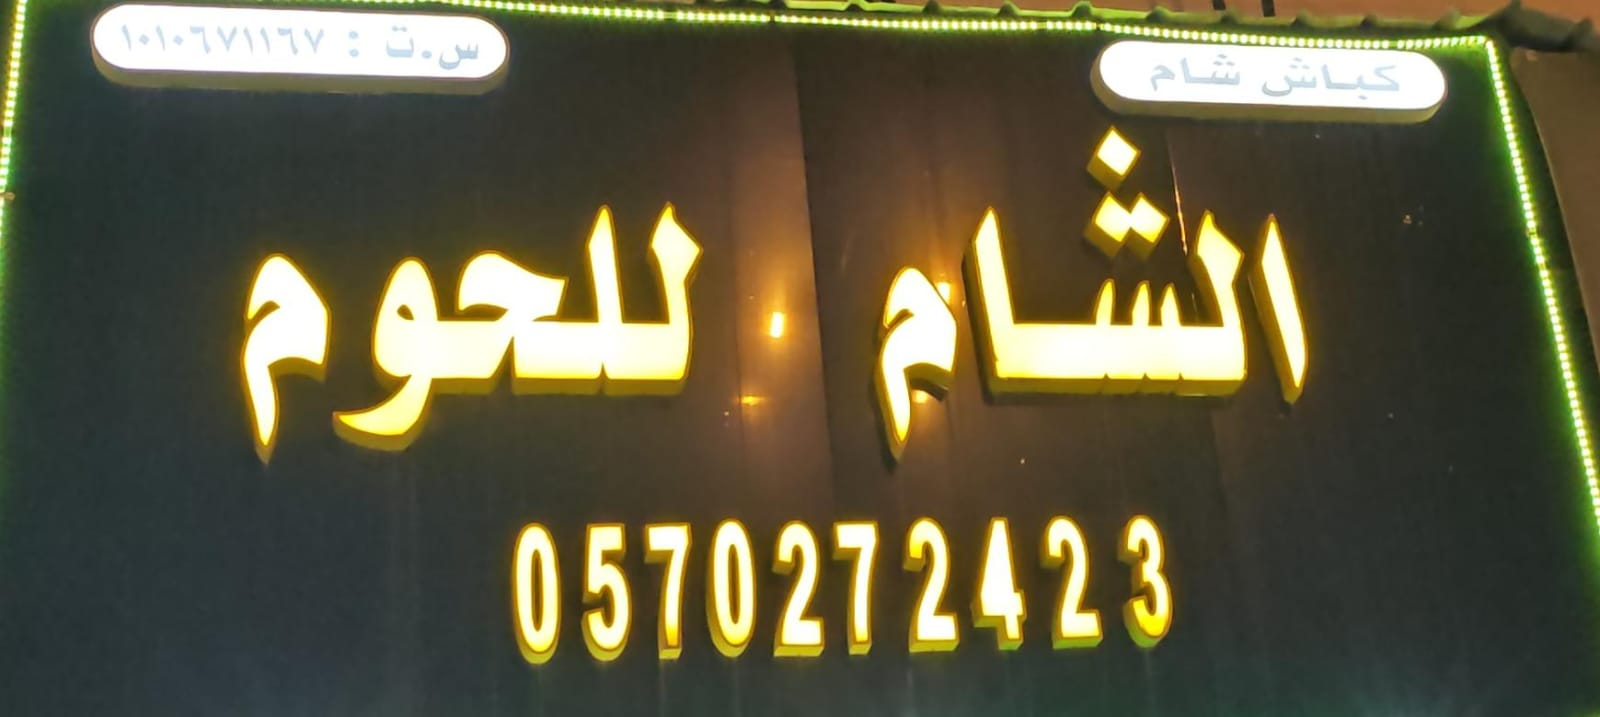 كباش شام
س.ت : ١٠١٠٦٧١١٦٧
الشام للحوم
0570272423